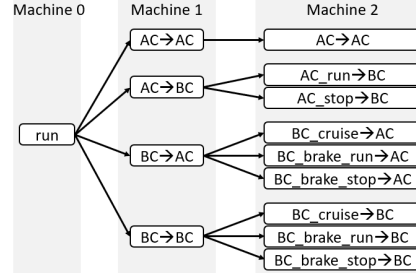 Machine 0
Machine 1
Machine 2
run
AC→AC
AC→BC
BC→AC
BC→BC
AC→AC
AC_run→BC
AC_stop→BC
BC_cruise→AC
BC_brake_run→AC
BC_brake_stop→AC
BC_cruise→BC
BC_brake_run→BC
BC_brake_stop→BC